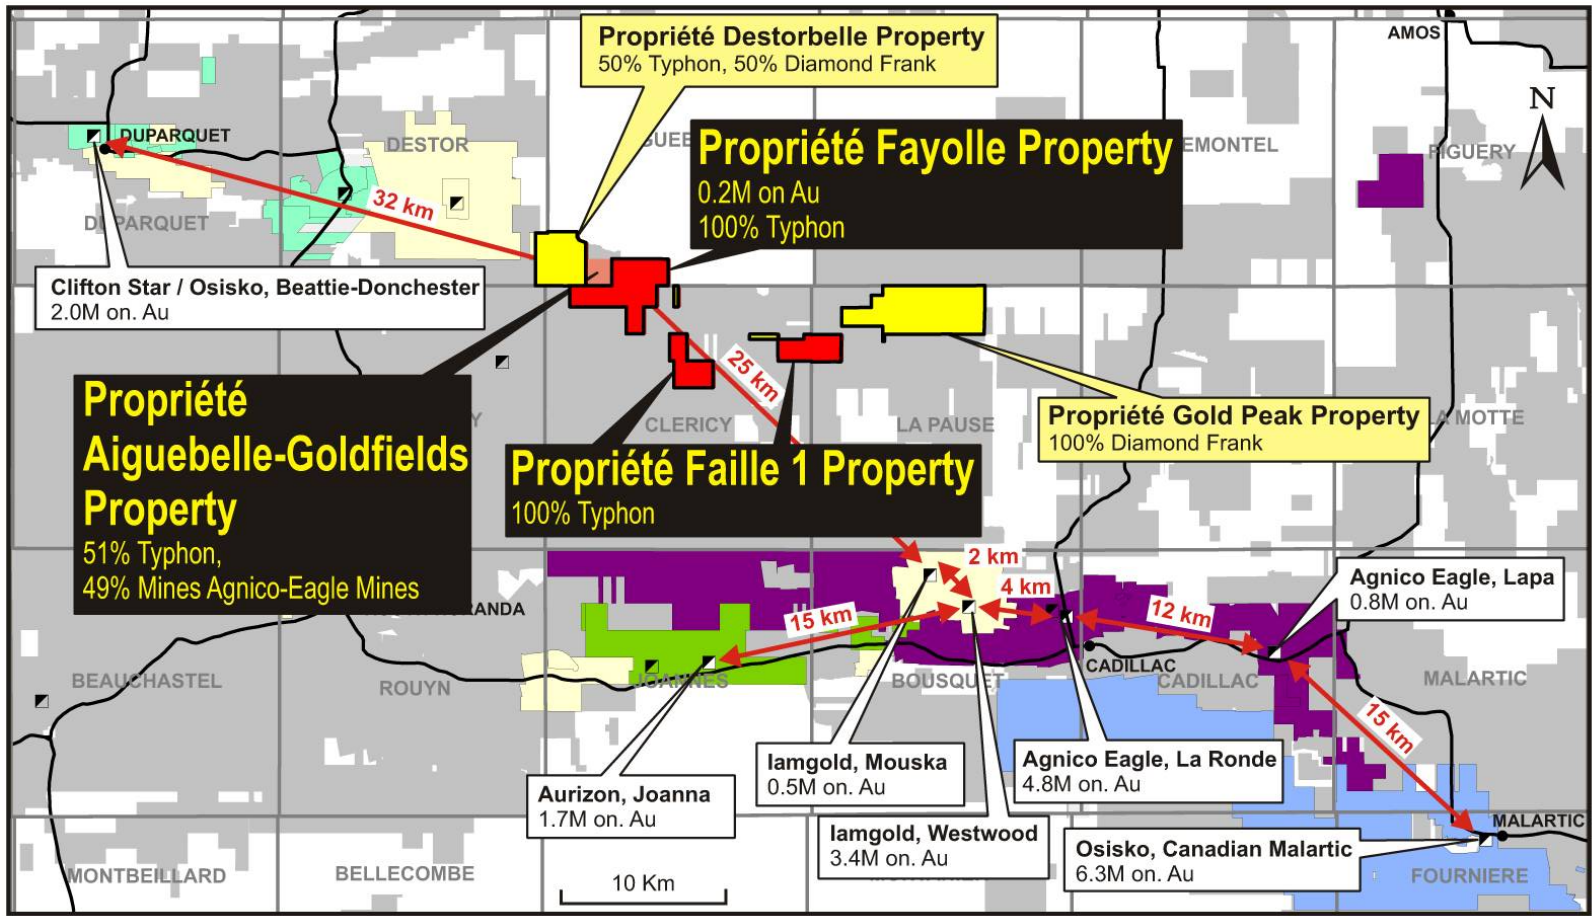 AMOS
Propriété Destorbelle Property
50% Typhon, 50% Diamond Frank
N
DUPARQUET
DESTOR
Propriété Fayolle Property
0.2M on Au
100% Typhon
FIGUERY
32 km
DUPARQUET
Clifton Star / Osisko, Beattie-Donchester
2.0M on. Au
25 km
Propriété
Aiguebelle-Goldfields
Property
51% Typhon,
49% Mines Agnico-Eagle Mines
CLERICY
LA PAUSE
Propriété Gold Peak Property
100% Diamond Frank
LA MOTTE
Propriété Faille 1 Property
100% Typhon
2 km
4 km
Agnico Eagle, Lapa
0.8M on. Au
15 km
12 km
CADILLAC
BEAUCHASTEL
ROUYN
JOANNES
BOUSQUET
CADILLAC
MALARTIC
15 km
Iamgold, Mouska
0.5M on. Au
Agnico Eagle, La Ronde
4.8M on. Au
Aurizon, Joanna
1.7M on. Au
Iamgold, Westwood
3.4M on. Au
MALARTIC
Osisko, Canadian Malartic
6.3M on. Au
MONTBEILLARD
BELLECOMBE
10 Km
FOURNIERE